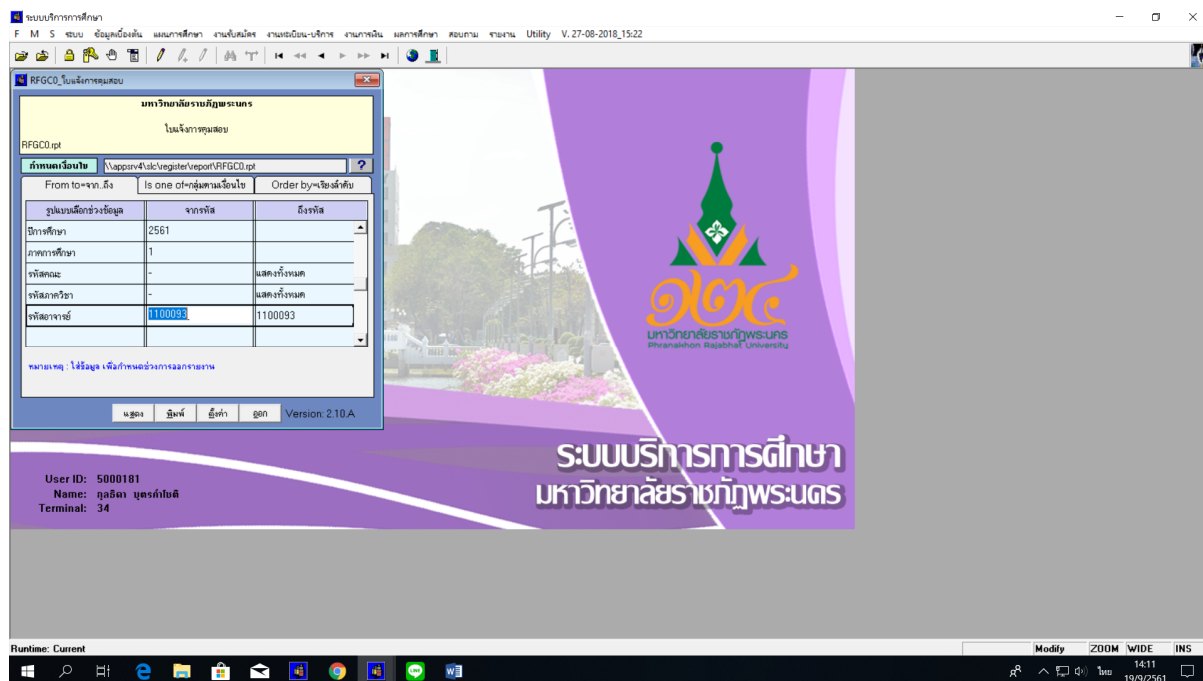 ระบบบริการการศึกษา
F M S ระบบ ข้อมูลเบื้องต้น แผนการศึกษา งานรับสมัคร งานทะเบียน-บริการ งานการเงิน ผลการศึกษา สอบถาม รายงาน Utility V. 27-08-2018_15:22
RFGC0_ใบแจ้งการคุมสอบ
มหาวิทยาลัยราชภัฏพระนคร
ใบแจ้งการคุมสอบ
RFGC0.rpt
กำหนดเงื่อนไข \\appsrv4\slc\register\report\RFGC0.rpt ?
From to=จาก..ถึง Is one of=กลุ่มตามเงื่อนไข Order by=เรียงลำดับ
รูปแบบเลือกช่วงข้อมูล จากรหัส ถึงรหัส
ปีการศึกษา 2561
ภาคการศึกษา 1
รหัสคณะ - แสดงทั้งหมด
รหัสภาควิชา - แสดงทั้งหมด
รหัสอาจารย์ 1100093 1100093
หมายเหตุ : ใส่ข้อมูล เพื่อกำหนดช่วงการออกรายงาน
แสดง พิมพ์ ตั้งค่า ออก Version: 2.10.A
มหาวิทยาลัยราชภัฏพระนคร
Phranakhon Rajabhat University
ระบบบริการการศึกษา
มหาวิทยาลัยราชภัฏพระนคร
User ID: 5000181
Name: กุลธิดา บุตรคำโชติ
Terminal: 34
Runtime: Current Modify ZOOM WIDE INS
ไทย 14:11
19/9/2561